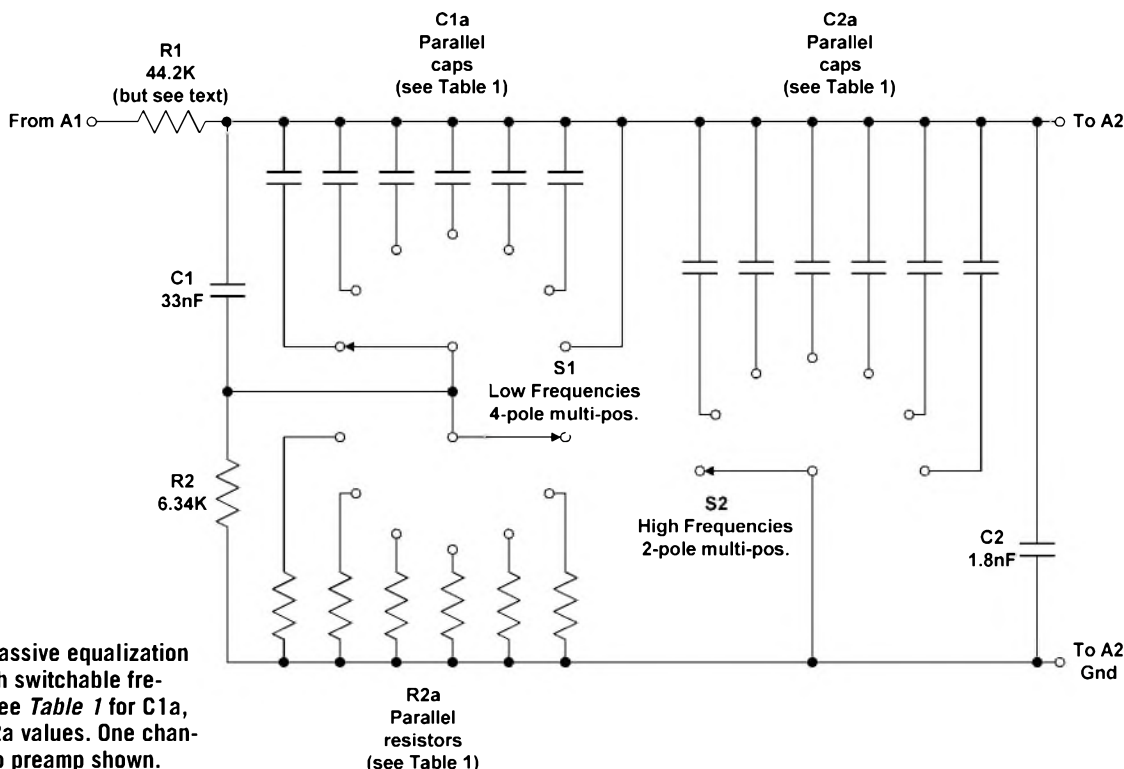 C1a
Parallel
caps
(see Table 1)
C2a
Parallel
caps
(see Table 1)
R1
44.2K
(but see text)
From A1
To A2
C1
33nF
S1
Low Frequencies
4-pole multi-pos.
R2
6.34K
S2
High Frequencies
2-pole multi-pos.
C2
1.8nF
To A2
Gnd
R2a
Parallel
resistors
(see Table 1)
assive equalization
h switchable fre-
ee Table 1 for C1a,
2a values. One chan-
o preamp shown.